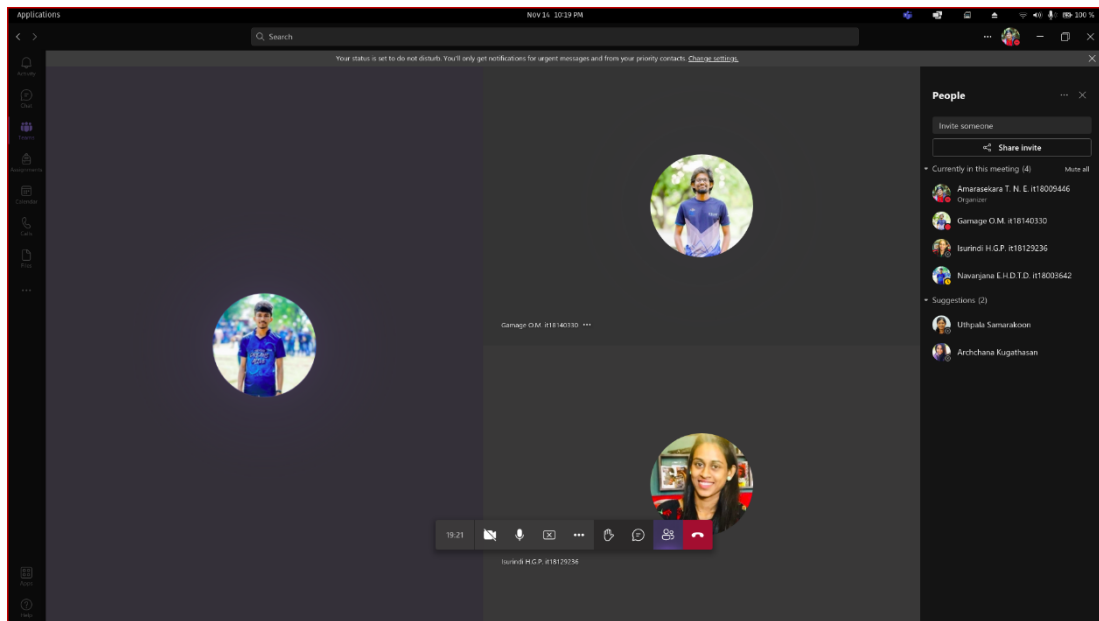 Applications
Nov 14 10:19 PM
100 %
Search
Your status is set to do not disturb. You'll only get notifications for urgent messages and from your priority contacts. Change settings.
Activity
Chat
Teams
Assignments
Calendar
Calls
Files
Apps
Help
Gamage O.M. it18140330
19:21
Isurindi H.G.P. it18129236
People
Invite someone
Share invite
Currently in this meeting (4) Mute all
Amarasekara T. N. E. it18009446
Organizer
Gamage O.M. it18140330
Isurindi H.G.P. it18129236
Navanjana E.H.D.T.D. it18003642
Suggestions (2)
Uthpala Samarakoon
Archchana Kugathasan